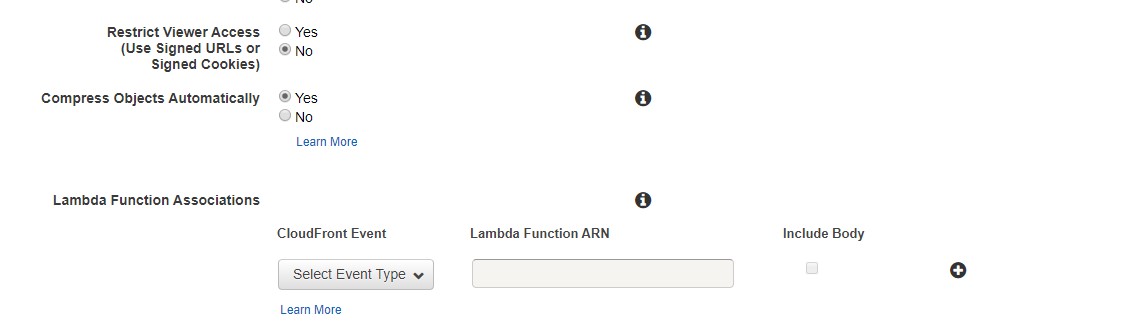 No
Restrict Viewer Access
(Use Signed URLs or
Signed Cookies)
Yes
No
Compress Objects Automatically
Yes
No
Learn More
Lambda Function Associations
CloudFront Event
Lambda Function ARN
Include Body
Select Event Type
Learn More